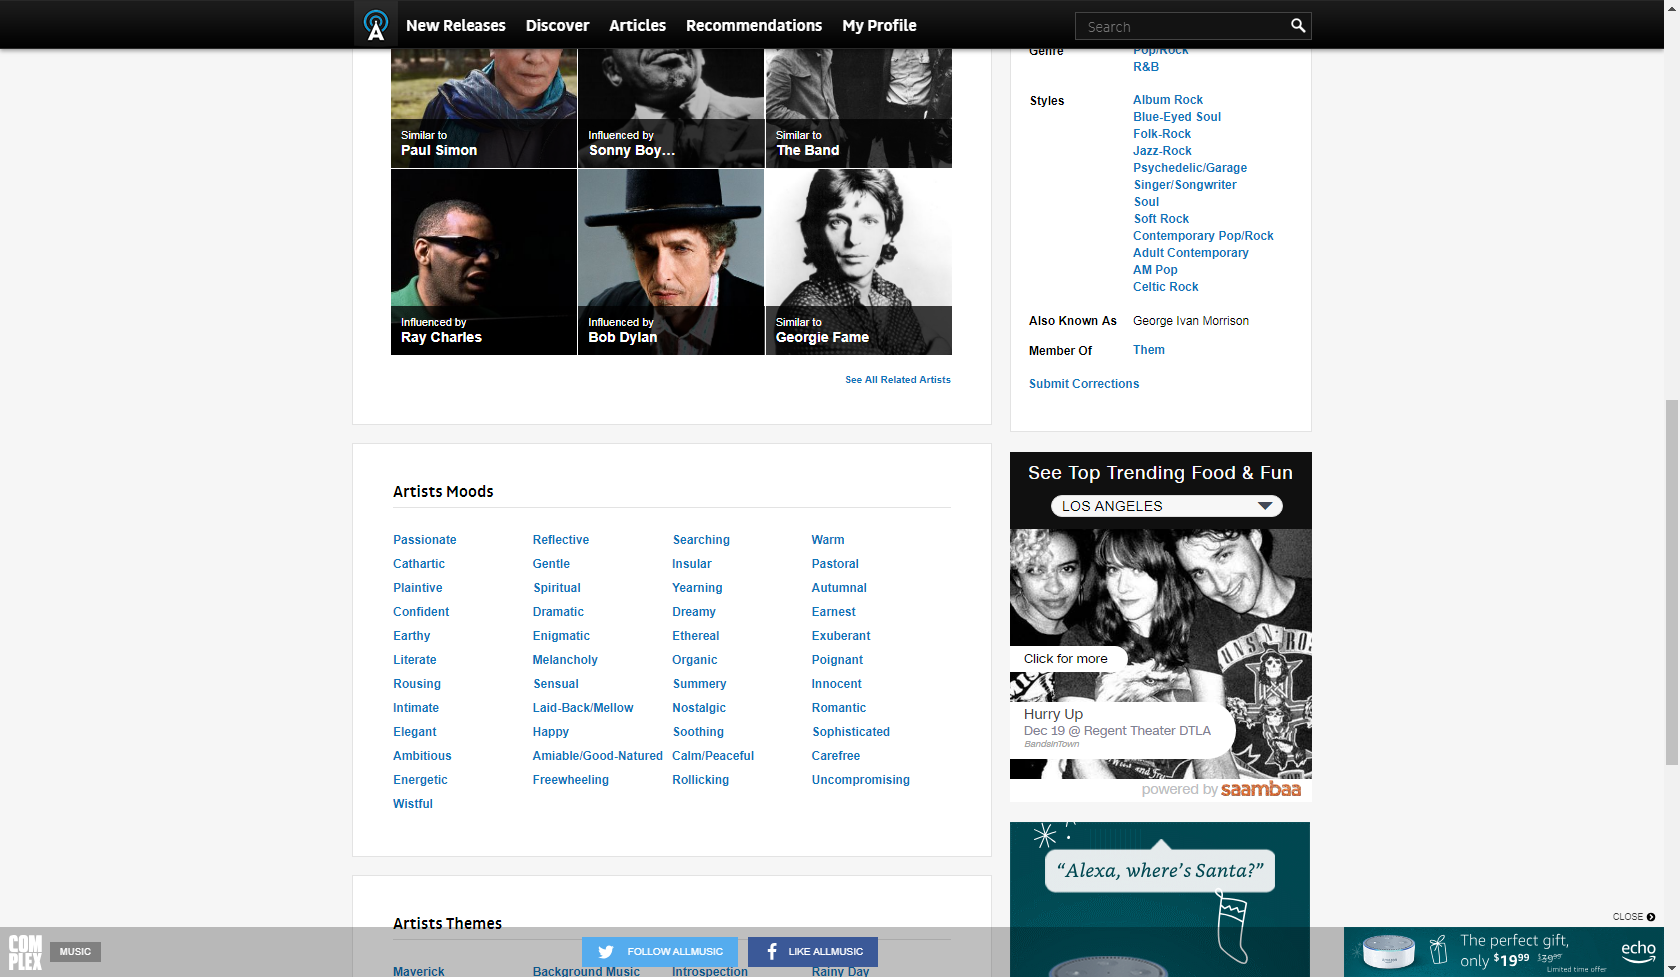 New Releases Discover Articles Recommendations My Profile
Search
Similar to
Paul Simon
Influenced by
Sonny Boy...
Similar to
The Band
Influenced by
Ray Charles
Influenced by
Bob Dylan
Similar to
Georgie Fame
See All Related Artists
Genre
Pop/Rock
R&B
Styles
Album Rock
Blue-Eyed Soul
Folk-Rock
Jazz-Rock
Psychedelic/Garage
Singer/Songwriter
Soul
Soft Rock
Contemporary Pop/Rock
Adult Contemporary
AM Pop
Celtic Rock
Also Known As George Ivan Morrison
Member Of Them
Submit Corrections
Artists Moods
Passionate Reflective Searching Warm
Cathartic Gentle Insular Pastoral
Plaintive Spiritual Yearning Autumnal
Confident Dramatic Dreamy Earnest
Earthy Enigmatic Ethereal Exuberant
Literate Melancholy Organic Poignant
Rousing Sensual Summery Innocent
Intimate Laid-Back/Mellow Nostalgic Romantic
Elegant Happy Soothing Sophisticated
Ambitious Amiable/Good-Natured Calm/Peaceful Carefree
Energetic Freewheeling Rollicking Uncompromising
Wistful
See Top Trending Food & Fun
LOS ANGELES
GUNS N' ROS
Click for more
Hurry Up
Dec 19 @ Regent Theater DTLA
BandsinTown
powered by saambaa
"Alexa, where's Santa?"
Artists Themes
Maverick Background Music Introspection Rainy Day
COMPLEX
MUSIC
FOLLOW ALLMUSIC
LIKE ALLMUSIC
CLOSE
The perfect gift,
only $19.99 $39.99
Limited time offer
echo